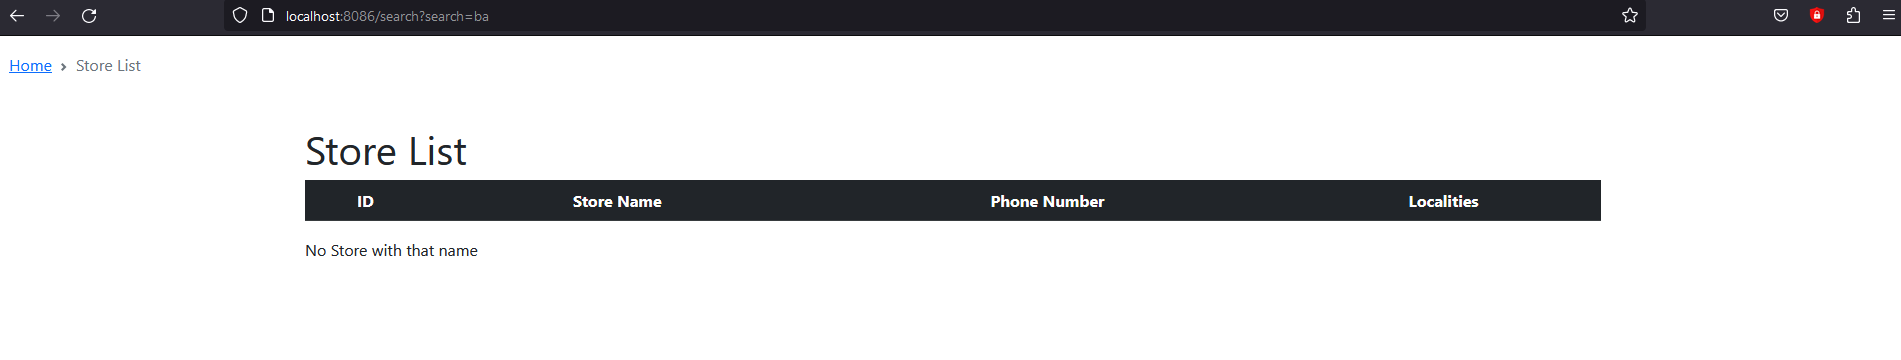 localhost:8086/search?search=ba
Home > Store List
Store List
ID Store Name Phone Number Localities
No Store with that name